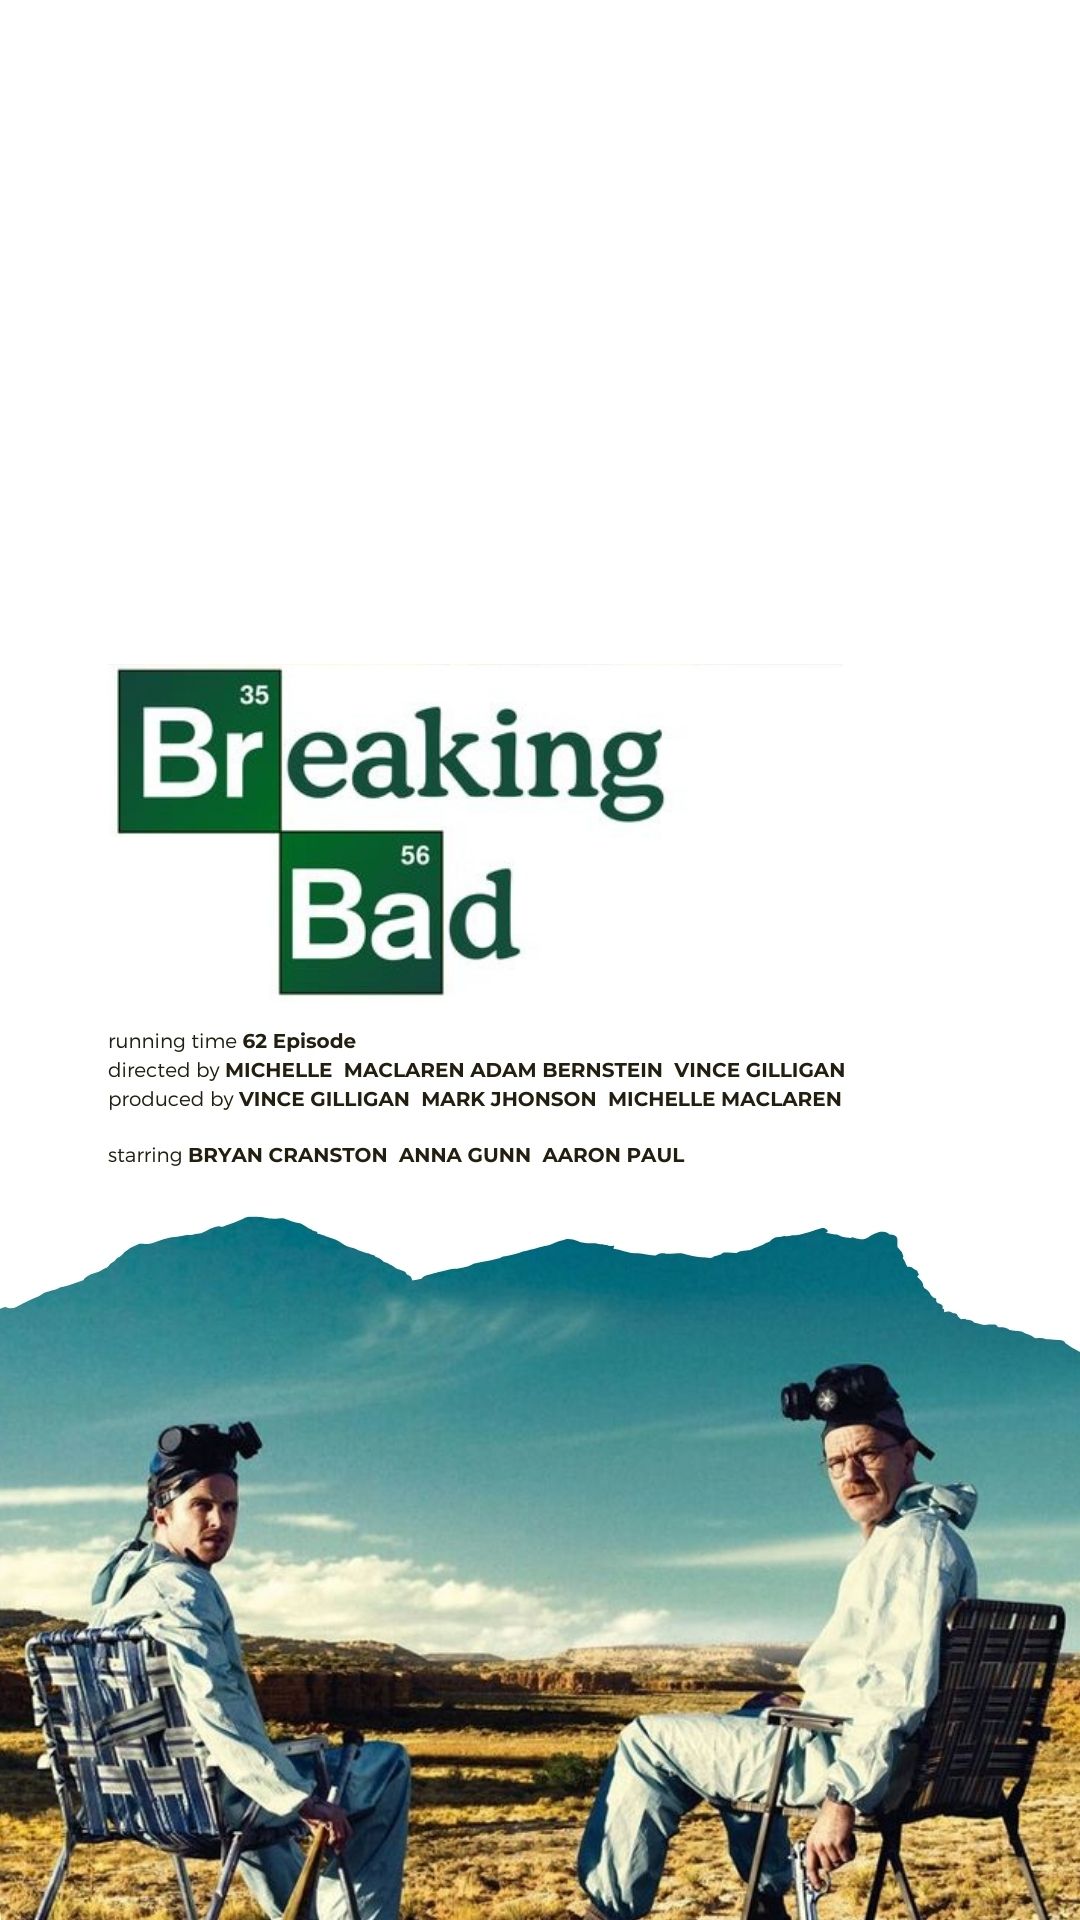 35
Breaking
56
Bad
running time 62 Episode
directed by MICHELLE  MACLAREN ADAM BERNSTEIN  VINCE GILLIGAN
produced by VINCE GILLIGAN  MARK JHONSON  MICHELLE MACLAREN
starring BRYAN CRANSTON  ANNA GUNN  AARON PAUL